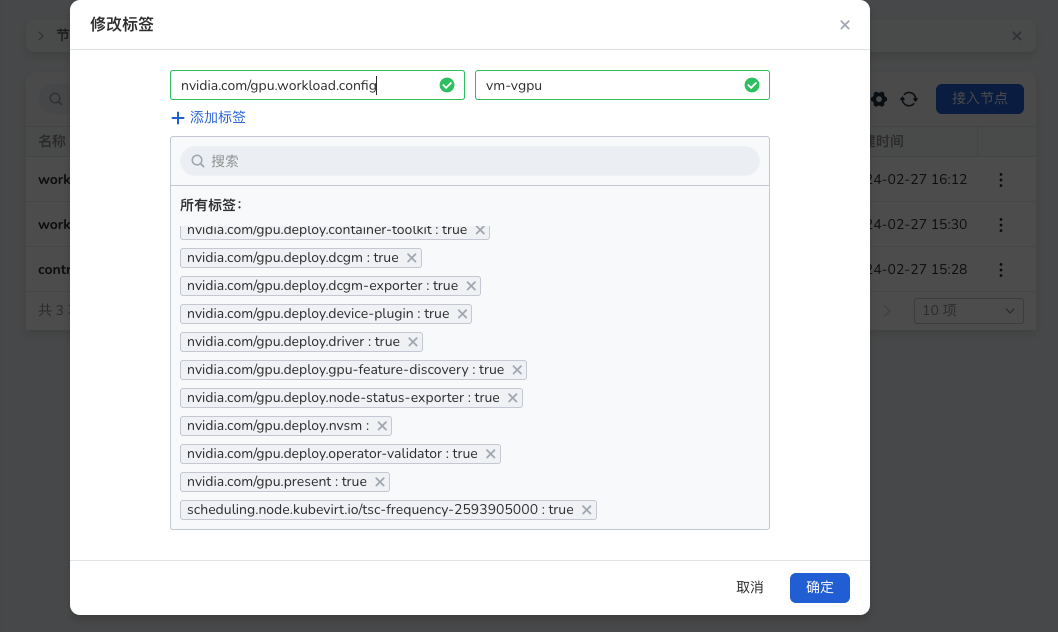 修改标签
nvidia.com/gpu.workload.config vm-vgpu
添加标签
搜索
所有标签:
nvidia.com/gpu.deploy.container-toolkit : true
nvidia.com/gpu.deploy.dcgm : true
nvidia.com/gpu.deploy.dcgm-exporter : true
nvidia.com/gpu.deploy.device-plugin : true
nvidia.com/gpu.deploy.driver : true
nvidia.com/gpu.deploy.gpu-feature-discovery : true
nvidia.com/gpu.deploy.node-status-exporter : true
nvidia.com/gpu.deploy.nvsm :
nvidia.com/gpu.deploy.operator-validator : true
nvidia.com/gpu.present : true
scheduling.node.kubevirt.io/tsc-frequency-2593905000 : true
取消 确定
节
接入节点
名称 时间
work 24-02-27 16:12
work 24-02-27 15:30
contr 24-02-27 15:28
共 3 10 项